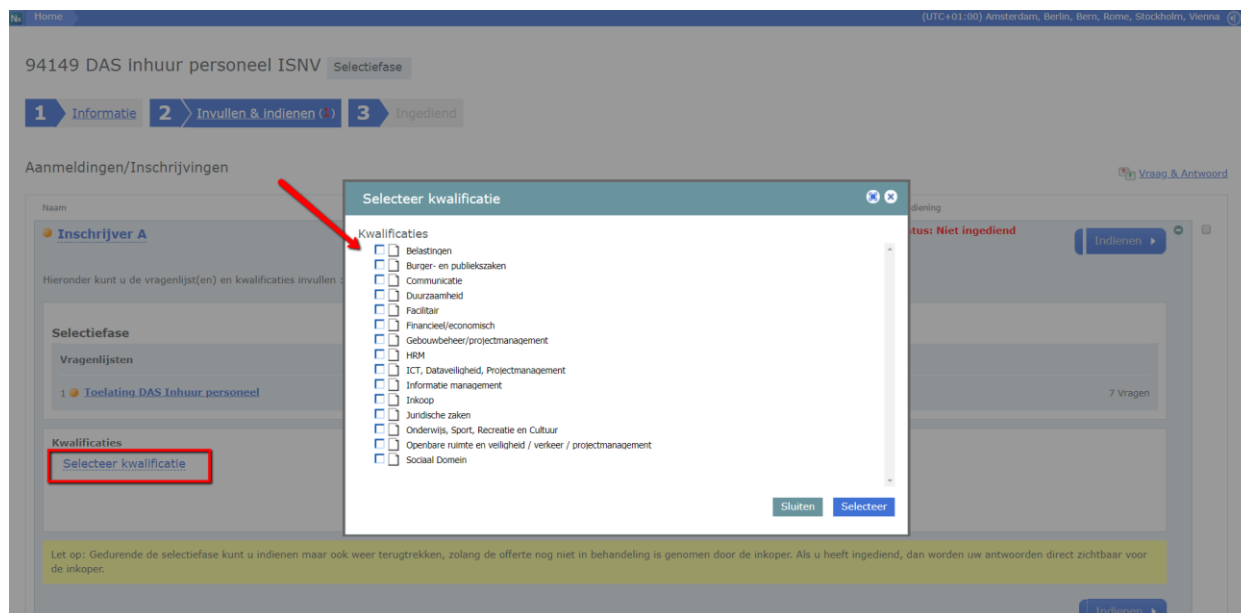 Home
(UTC+01:00) Amsterdam, Berlin, Bern, Rome, Stockholm, Vienna
94149 DAS inhuur personeel ISNV Selectiefase
1 Informatie 2 Invullen & indienen (1) 3 Ingediend
Aanmeldingen/Inschrijvingen
Vraag & Antwoord
Naam
diening
Inschrijver A
tus: Niet ingediend
Indienen
Hieronder kunt u de vragenlijst(en) en kwalificaties invullen :
Selectiefase
Vragenlijsten
1 Toelating DAS Inhuur personeel
7 Vragen
Kwalificaties
Selecteer kwalificatie
Selecteer kwalificatie
Kwalificaties
Belastingen
Burger- en publiekszaken
Communicatie
Duurzaamheid
Facilitair
Financieel/economisch
Gebouwbeheer/projectmanagement
HRM
ICT, Dataveiligheid, Projectmanagement
Informatie management
Inkoop
Juridische zaken
Onderwijs, Sport, Recreatie en Cultuur
Openbare ruimte en veiligheid / verkeer / projectmanagement
Sociaal Domein
Sluiten
Selecteer
Let op: Gedurende de selectiefase kunt u indienen maar ook weer terugtrekken, zolang de offerte nog niet in behandeling is genomen door de inkoper. Als u heeft ingediend, dan worden uw antwoorden direct zichtbaar voor
de inkoper.
Indienen